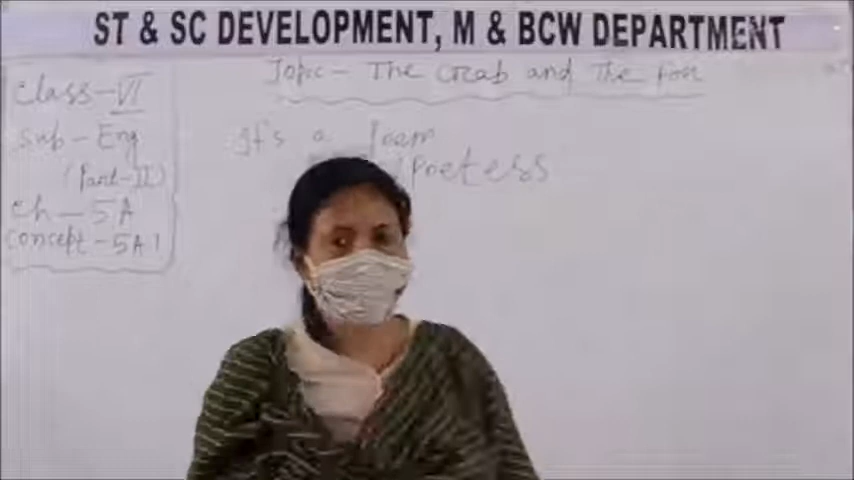 ST & SC DEVELOPMENT, M & BCW DEPARTMENT
Class - VI
Sub - Eng
(Part - II)
Ch - 5A
Concept - 5A1
Topic - The Crab and The Fox
It's a Poem
/Poetess